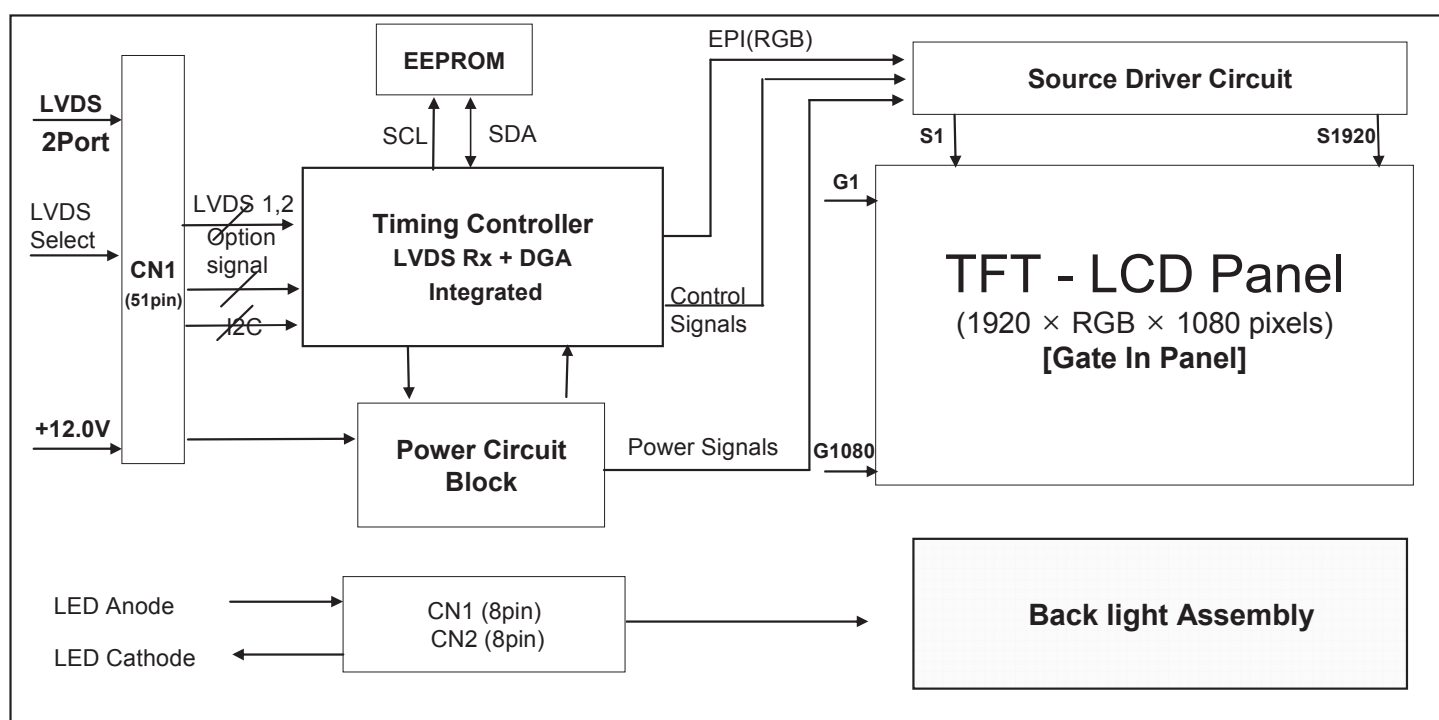 EEPROM
EPI(RGB)
Source Driver Circuit
LVDS
2Port
SCL
SDA
S1
S1920
G1
LVDS
Select
LVDS 1,2
Option
signal
I2C
CN1
(51pin)
Timing Controller
LVDS Rx + DGA
Integrated
Control
Signals
TFT - LCD Panel
(1920 × RGB × 1080 pixels)
[Gate In Panel]
+12.0V
Power Circuit
Block
Power Signals
G1080
LED Anode
LED Cathode
CN1 (8pin)
CN2 (8pin)
Back light Assembly